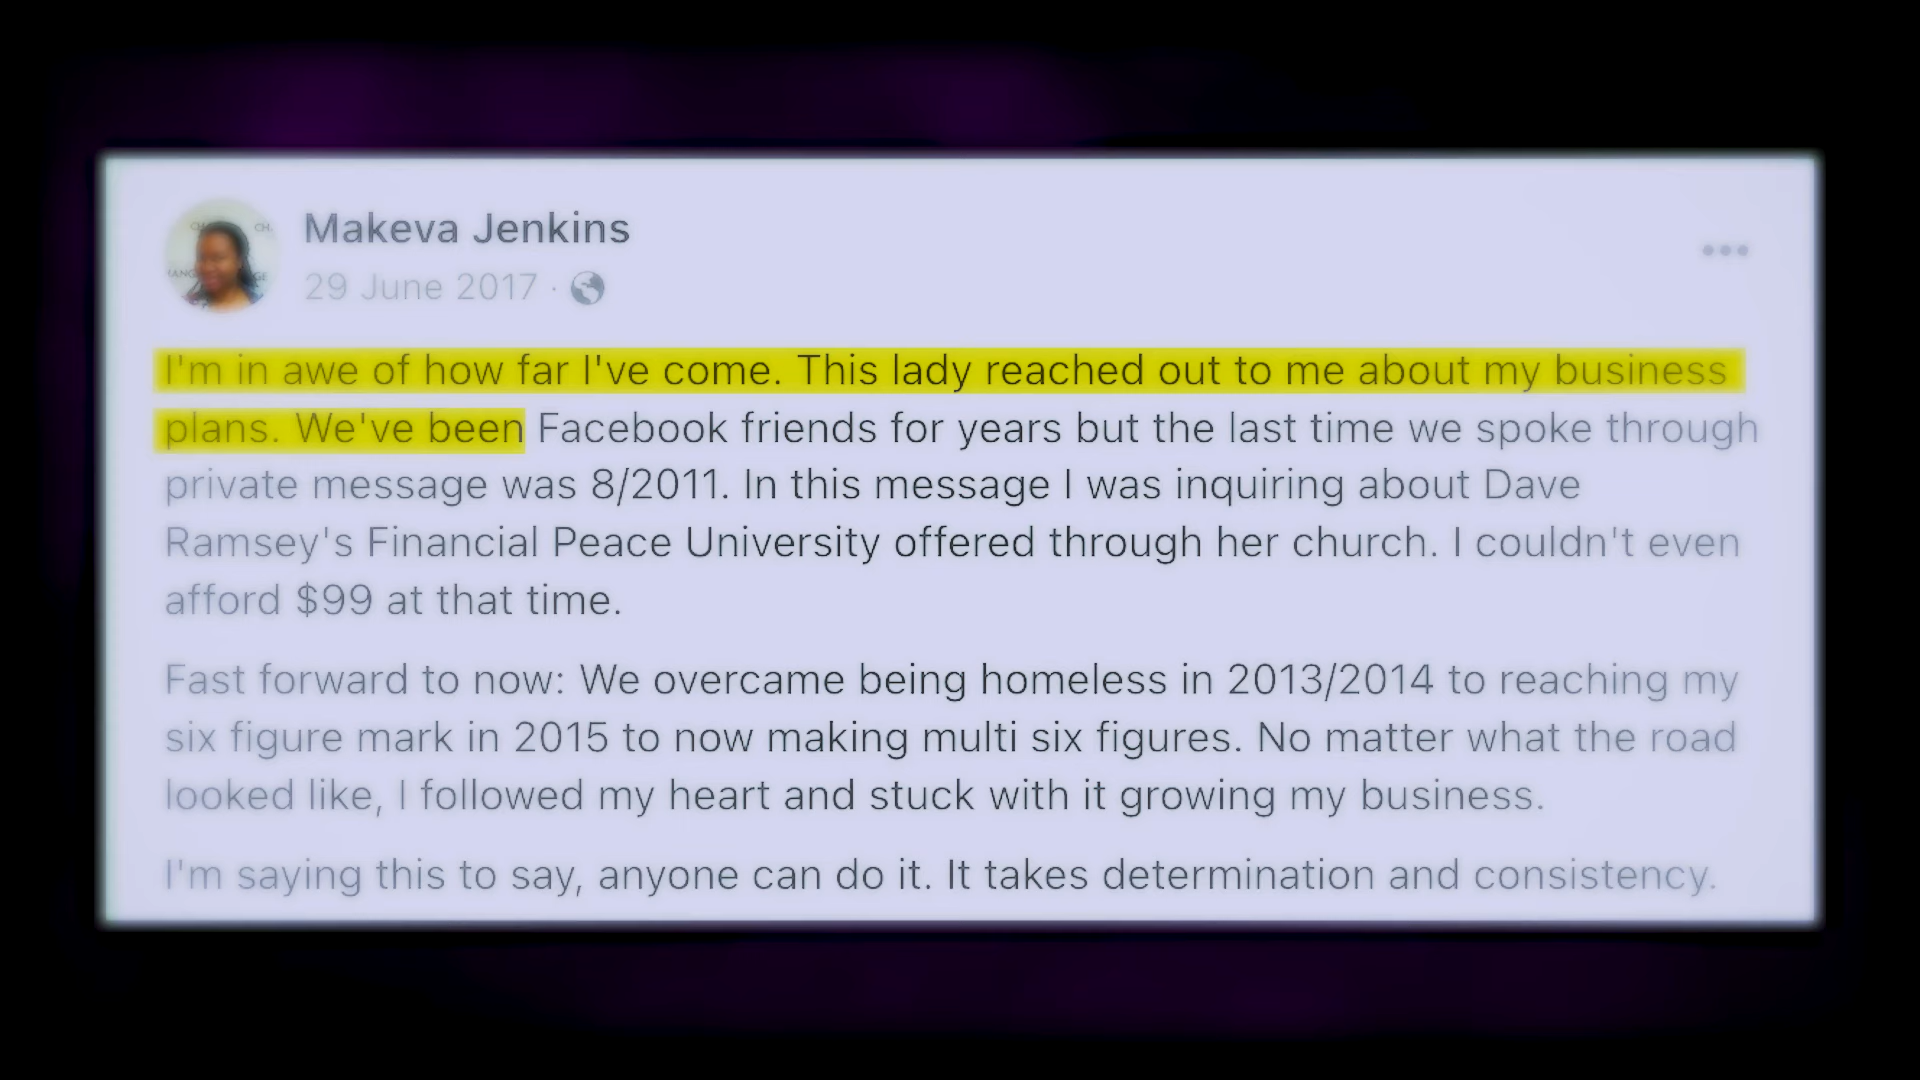 Makeva Jenkins
29 June 2017 ·
I'm in awe of how far I've come. This lady reached out to me about my business
plans. We've been Facebook friends for years but the last time we spoke through
private message was 8/2011. In this message I was inquiring about Dave
Ramsey's Financial Peace University offered through her church. I couldn't even
afford $99 at that time.
Fast forward to now: We overcame being homeless in 2013/2014 to reaching my
six figure mark in 2015 to now making multi six figures. No matter what the road
looked like, I followed my heart and stuck with it growing my business.
I'm saying this to say, anyone can do it. It takes determination and consistency.